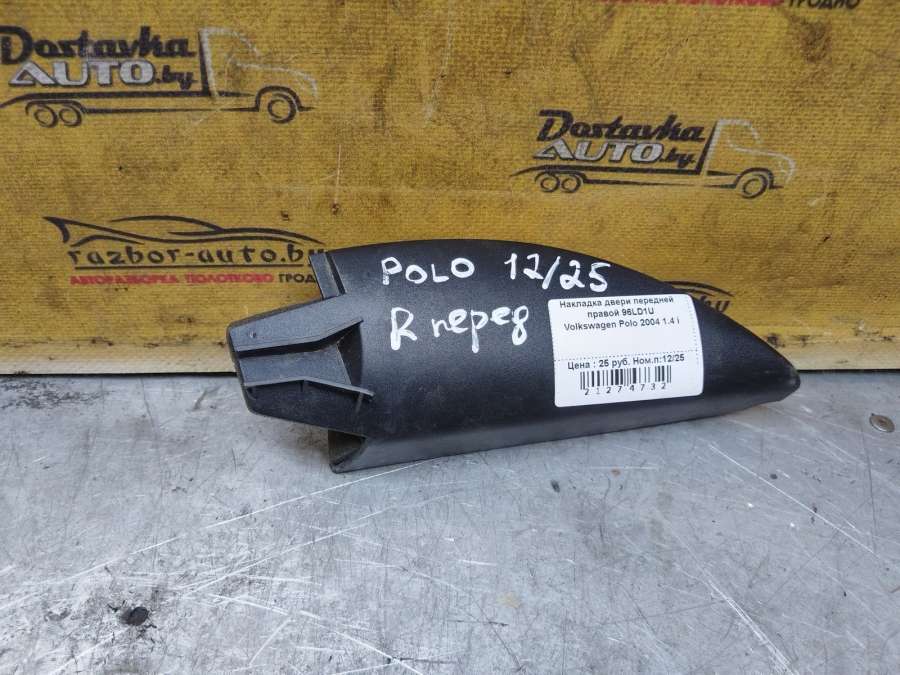 Dostavka
AUTO.by
Dostavka
AUTO.by
razbor-auto.by
АВТОРАЗБОРКА ПОЛОТКОВО ГРОДНО
POLO 12/25
R перед
Накладка двери передней
правой 96LD1U
Volkswagen Polo 2004 1.4 i
Цена : 25 руб. Ном.п:12/25
21274732